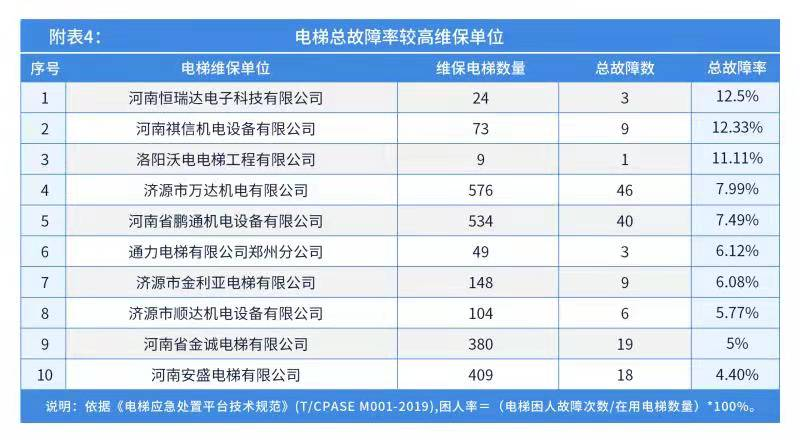 附表4： 电梯总故障率较高维保单位
序号 电梯维保单位 维保电梯数量 总故障数 总故障率
1 河南恒瑞达电子科技有限公司 24 3 12.5%
2 河南祺信机电设备有限公司 73 9 12.33%
3 洛阳沃电电梯工程有限公司 9 1 11.11%
4 济源市万达机电有限公司 576 46 7.99%
5 河南省鹏通机电设备有限公司 534 40 7.49%
6 通力电梯有限公司郑州分公司 49 3 6.12%
7 济源市金利亚电梯有限公司 148 9 6.08%
8 济源市顺达机电设备有限公司 104 6 5.77%
9 河南省金诚电梯有限公司 380 19 5%
10 河南安盛电梯有限公司 409 18 4.40%
说明：依据《电梯应急处置平台技术规范》(T/CPASE M001-2019),困人率＝（电梯困人故障次数/在用电梯数量）*100%。